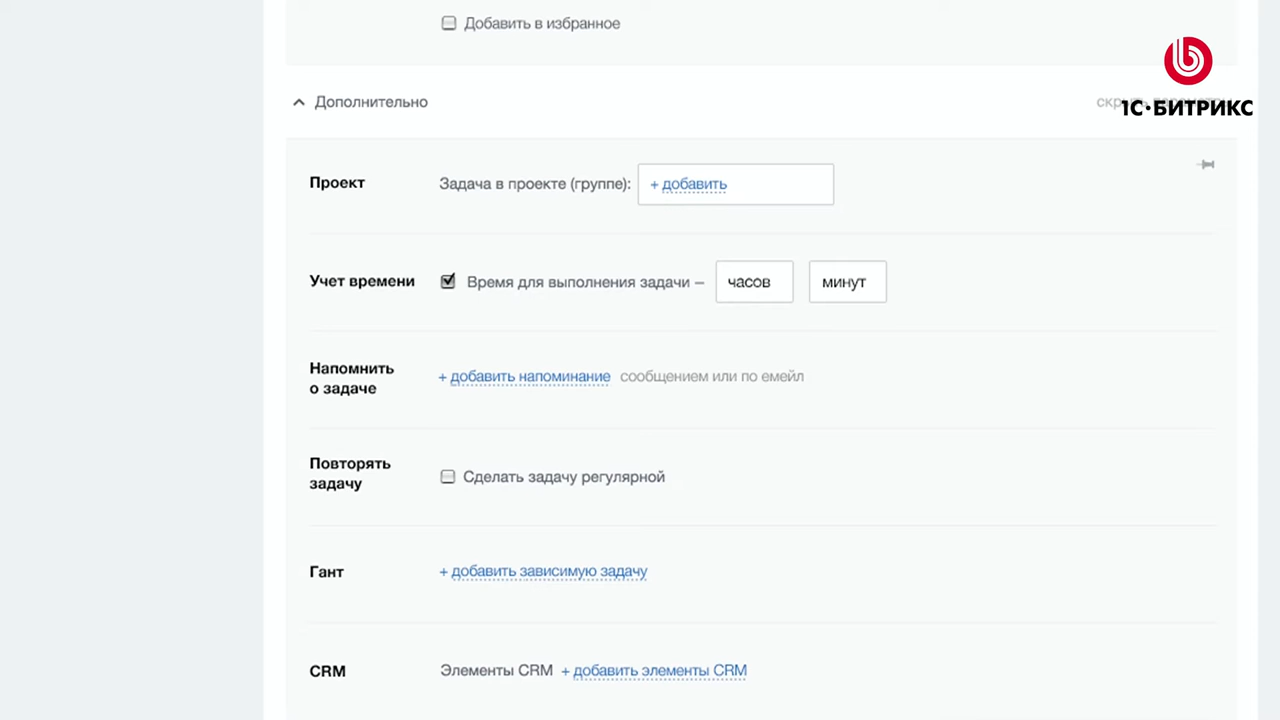 Добавить в избранное
Дополнительно
1С·БИТРИКС
Проект
Задача в проекте (группе): + добавить
Учет времени
Время для выполнения задачи – часов минут
Напомнить
о задаче
+ добавить напоминание сообщением или по емейл
Повторять
задачу
Сделать задачу регулярной
Гант
+ добавить зависимую задачу
CRM
Элементы CRM + добавить элементы CRM